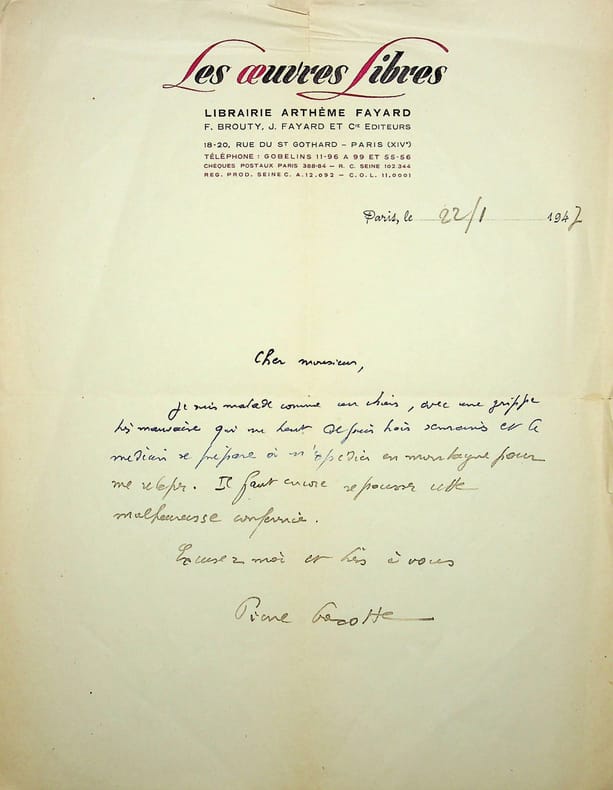 Les œuvres Libres
LIBRAIRIE ARTHÈME FAYARD
F. BROUTY, J. FAYARD ET Cie EDITEURS
18-20, RUE DU St GOTHARD – PARIS (XIVe)
TÉLÉPHONE : GOBELINS 11-96 A 99 ET 55-56
CHEQUES POSTAUX PARIS 388-84 – R. C. SEINE 102 344
REG. PROD. SEINE C. A. 12.092 – C.O.L. 11.0001
Paris, le 22/1 1947
Cher monsieur,
Je suis malade comme un chien, avec une grippe
très mauvaise qui me tient depuis trois semaines et le
médecin se prépare à m'expédier en montagne pour
me retaper. Il faut encore repousser cette
malheureuse conférence.
Excusez moi et très à vous
Pierre Gaxotte